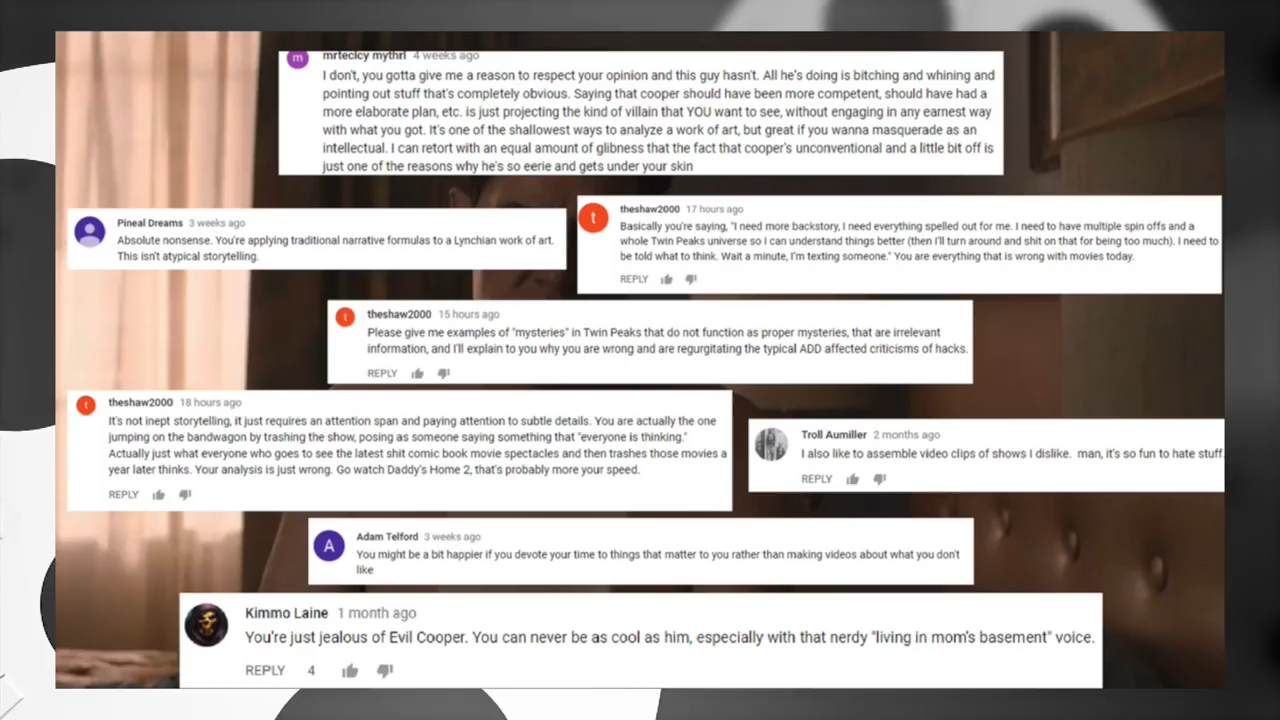 m
mrtecicy mythrl 4 weeks ago
I don't, you gotta give me a reason to respect your opinion and this guy hasn't. All he's doing is bitching and whining and
pointing out stuff that's completely obvious. Saying that cooper should have been more competent, should have had a
more elaborate plan, etc. is just projecting the kind of villain that YOU want to see, without engaging in any earnest way
with what you got. It's one of the shallowest ways to analyze a work of art, but great if you wanna masquerade as an
intellectual. I can retort with an equal amount of glibness that the fact that cooper's unconventional and a little bit off is
just one of the reasons why he's so eerie and gets under your skin
Pineal Dreams 3 weeks ago
Absolute nonsense. You're applying traditional narrative formulas to a Lynchian work of art.
This isn't atypical storytelling.
t
theshaw2000 17 hours ago
Basically you're saying, "I need more backstory, I need everything spelled out for me. I need to have multiple spin offs and a
whole Twin Peaks universe so I can understand things better (then I'll turn around and shit on that for being too much). I need to
be told what to think. Wait a minute, I'm texting someone." You are everything that is wrong with movies today.
REPLY
t
theshaw2000 15 hours ago
Please give me examples of "mysteries" in Twin Peaks that do not function as proper mysteries, that are irrelevant
information, and I'll explain to you why you are wrong and are regurgitating the typical ADD affected criticisms of hacks.
REPLY
t
theshaw2000 18 hours ago
It's not inept storytelling, it just requires an attention span and paying attention to subtle details. You are actually the one
jumping on the bandwagon by trashing the show, posing as someone saying something that "everyone is thinking."
Actually just what everyone who goes to see the latest shit comic book movie spectacles and then trashes those movies a
year later thinks. Your analysis is just wrong. Go watch Daddy's Home 2, that's probably more your speed.
REPLY
Troll Aumiller 2 months ago
I also like to assemble video clips of shows I dislike. man, it's so fun to hate stuff.
REPLY
A
Adam Telford 3 weeks ago
You might be a bit happier if you devote your time to things that matter to you rather than making videos about what you don't
like
Kimmo Laine 1 month ago
You're just jealous of Evil Cooper. You can never be as cool as him, especially with that nerdy "living in mom's basement" voice.
REPLY 4